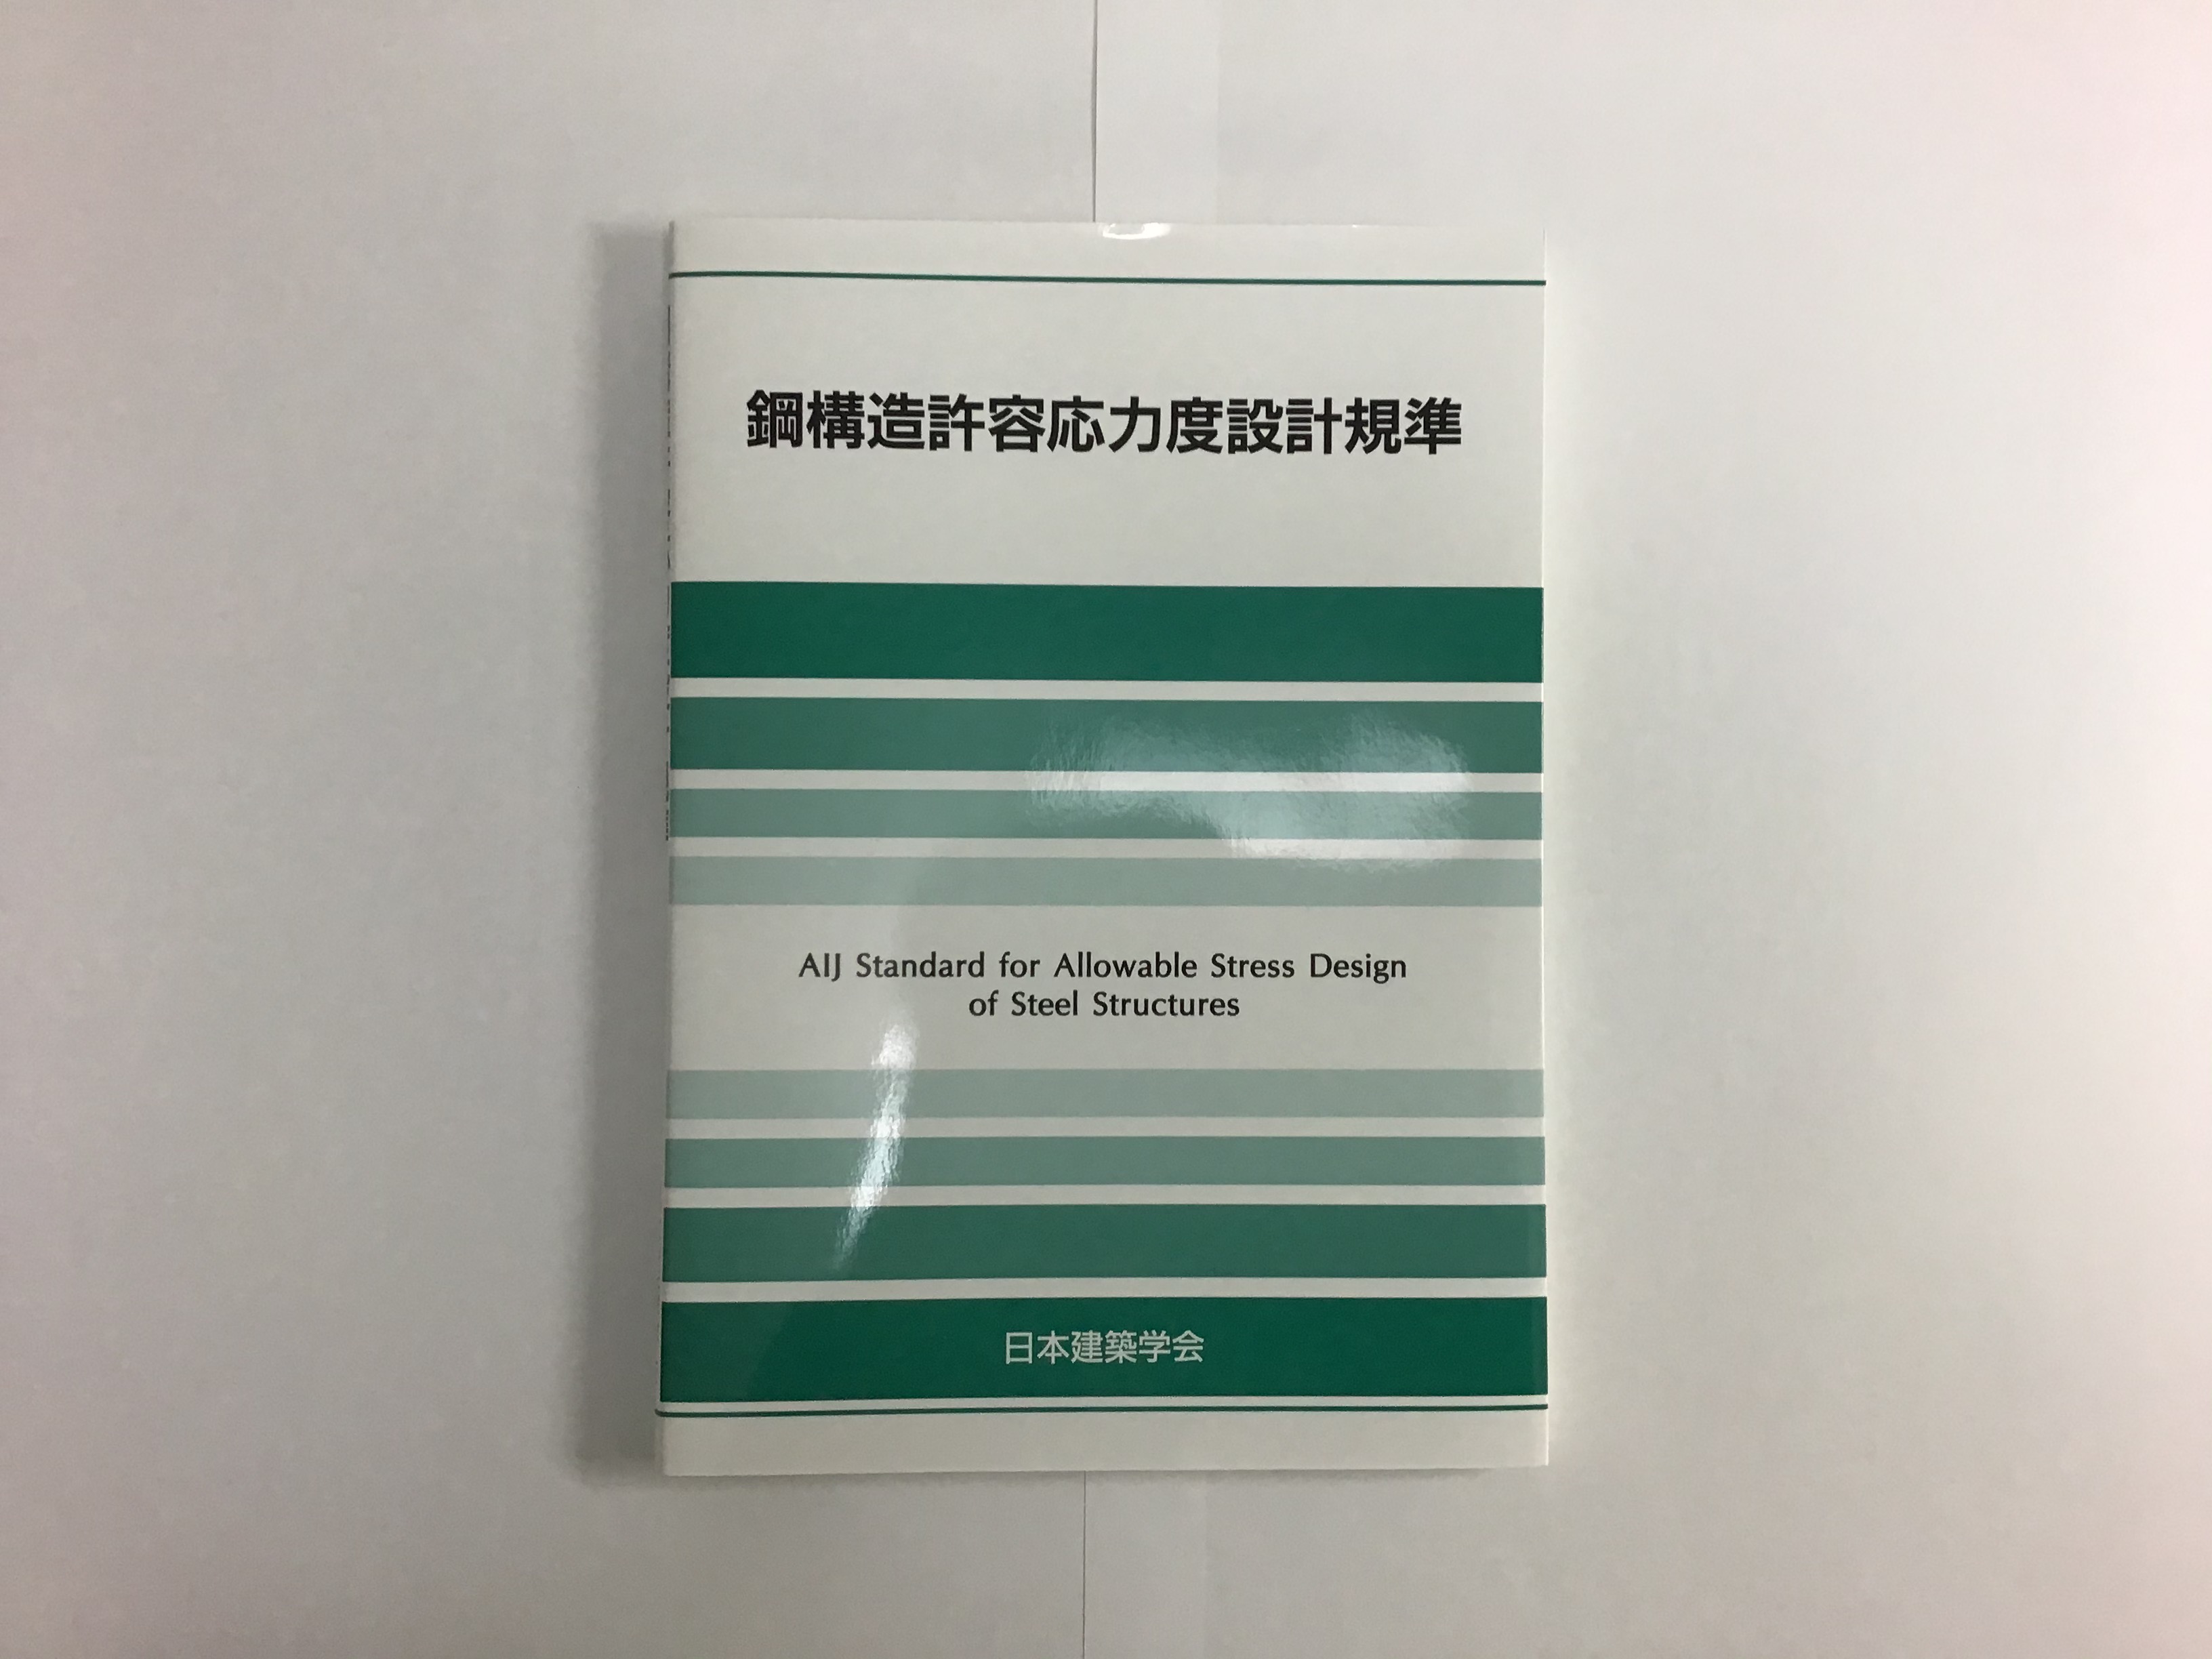 鋼構造許容応力度設計規準
AIJ Standard for Allowable Stress Design
of Steel Structures
日本建築学会